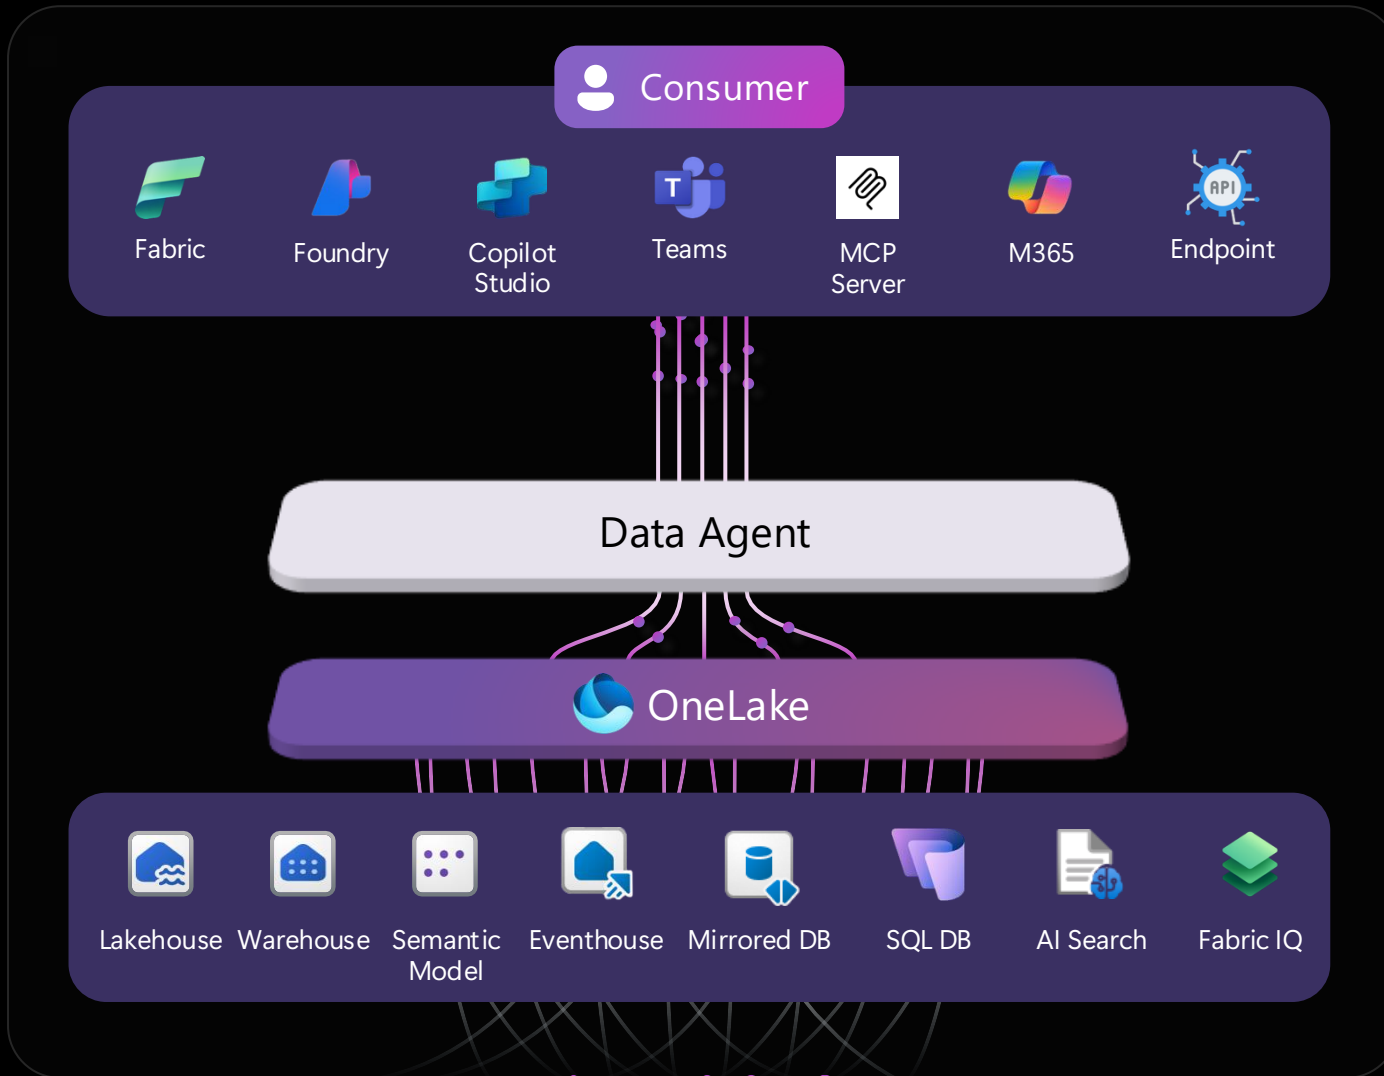 Consumer
Fabric
Foundry
Copilot
Studio
T
Teams
MCP
Server
M365
API
Endpoint
Data Agent
OneLake
Lakehouse
Warehouse
Semantic
Model
Eventhouse
Mirrored DB
SQL DB
AI Search
Fabric IQ